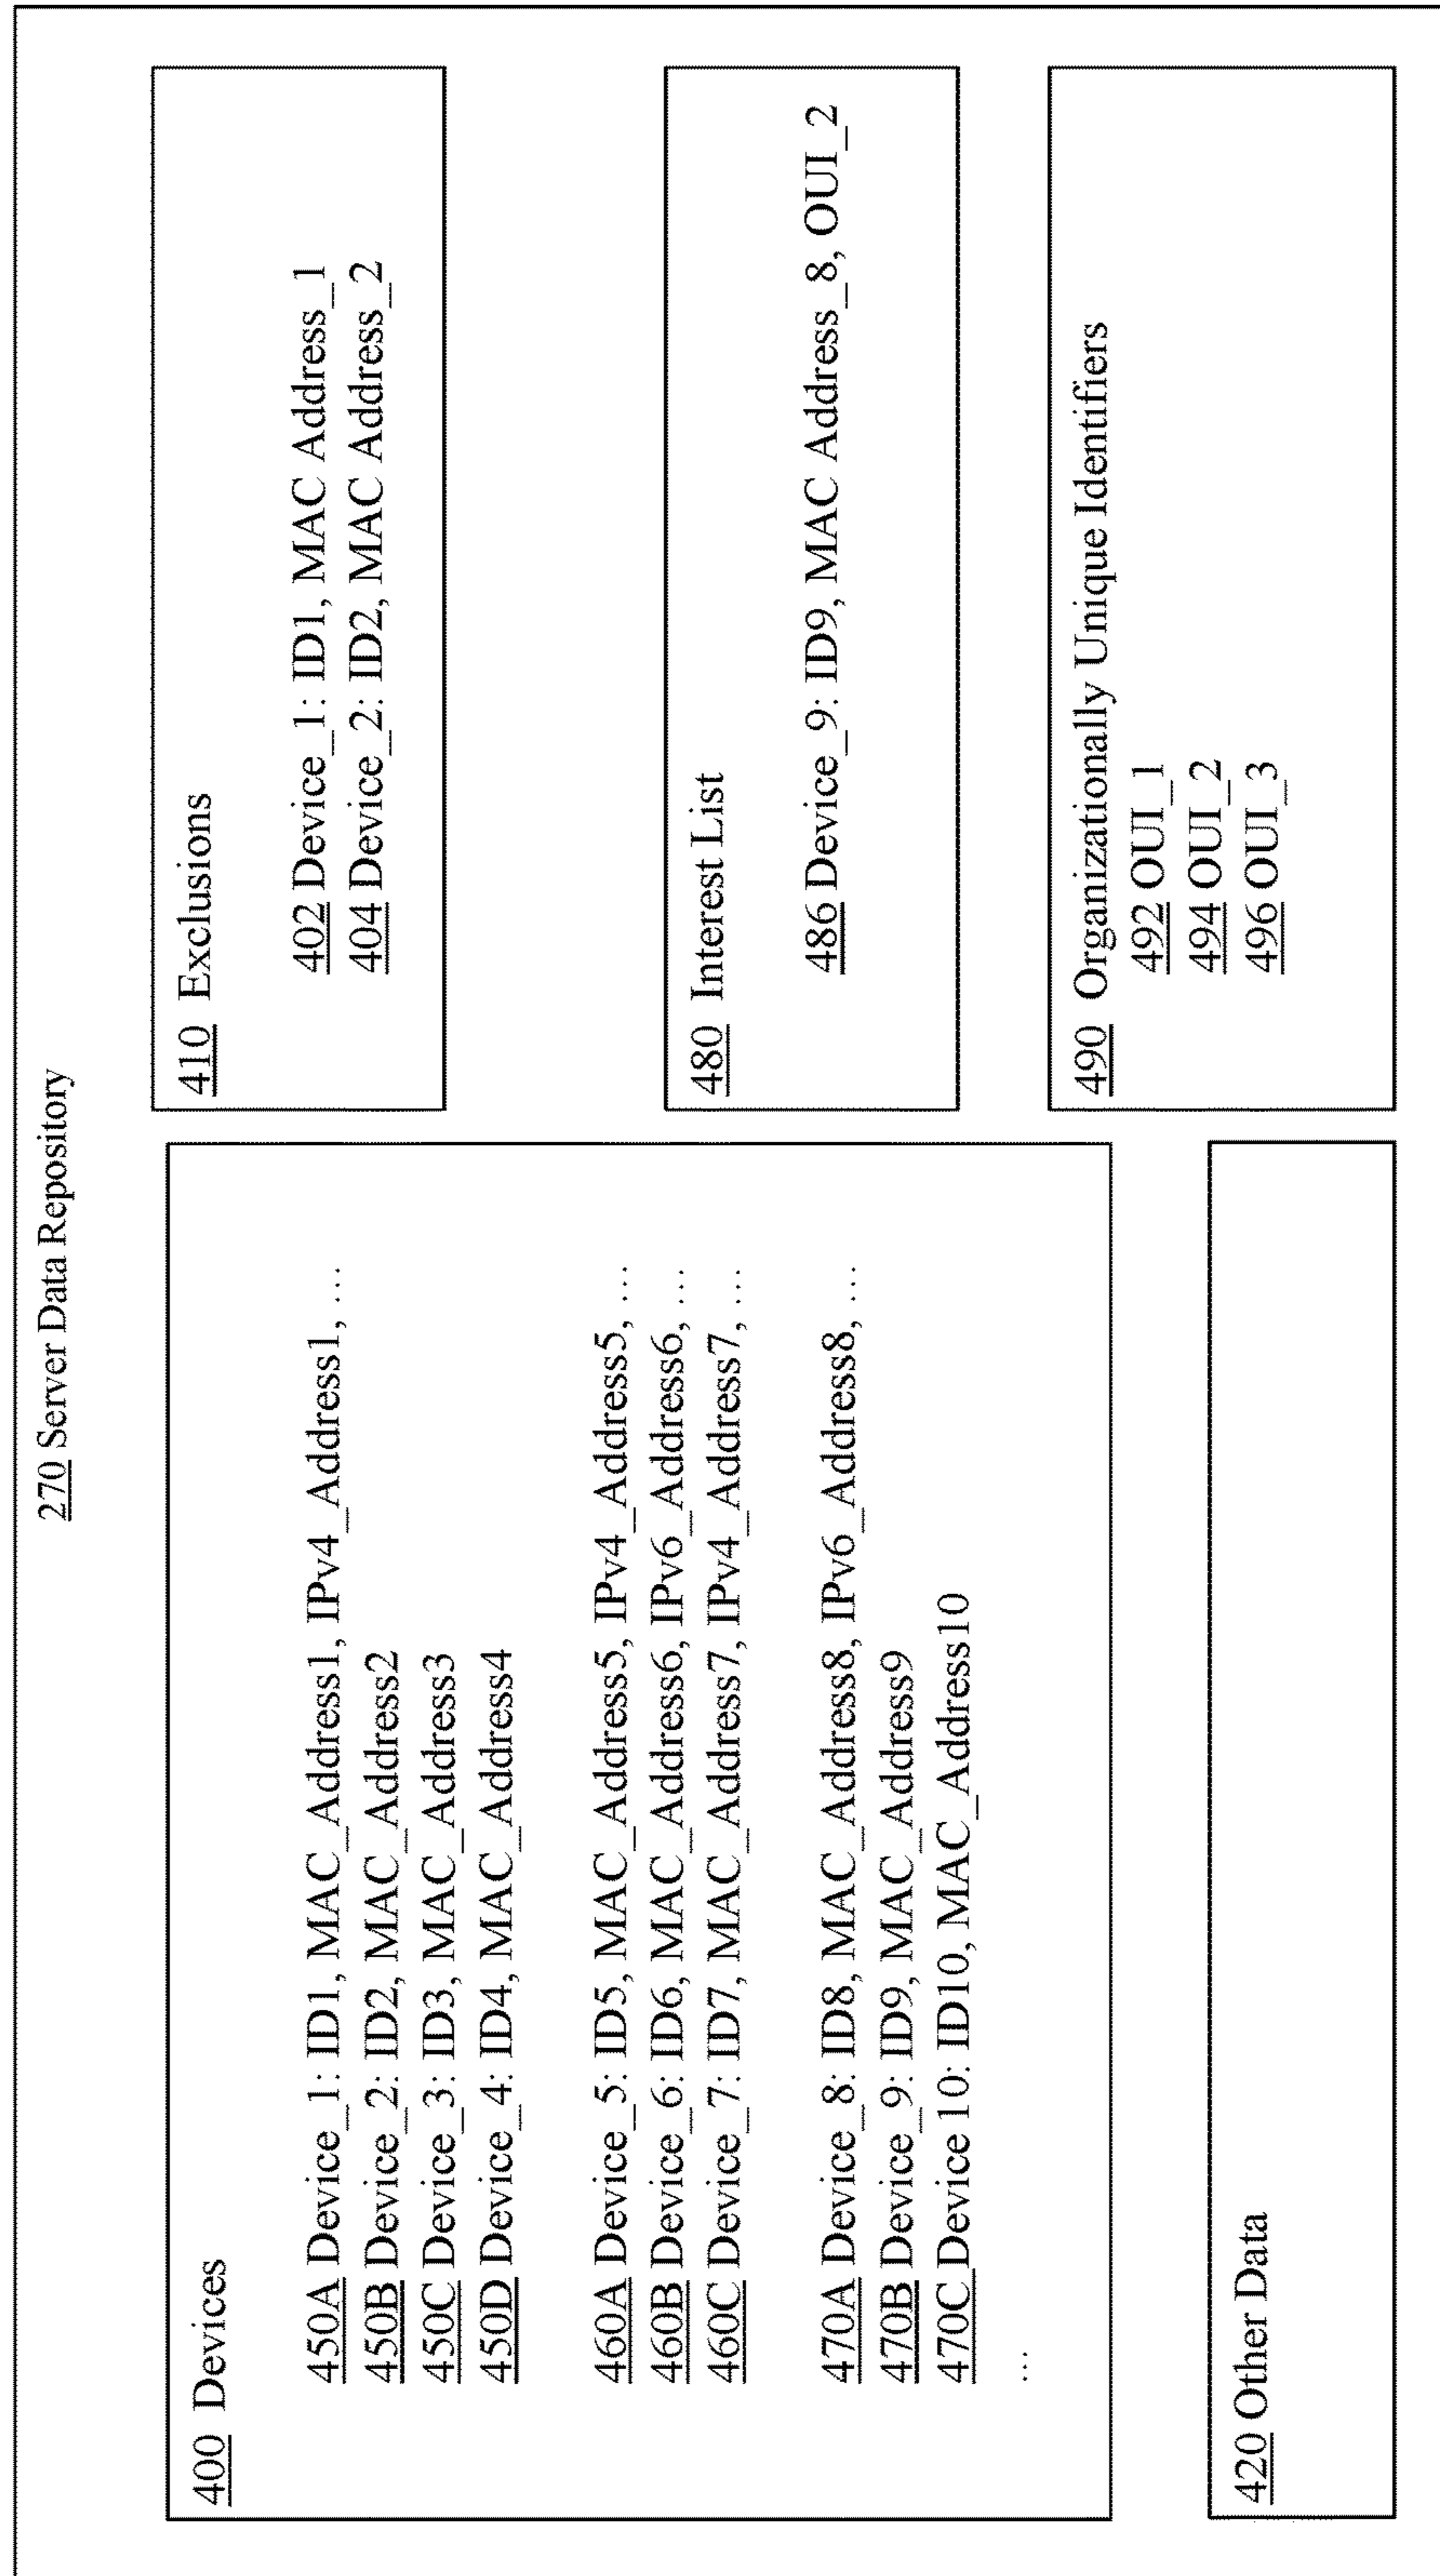 270 Server Data Repository
400 Devices
450A Device_1: ID1, MAC_Address1, IPv4_Address1, ...
450B Device_2: ID2, MAC_Address2
450C Device_3: ID3, MAC_Address3
450D Device_4: ID4, MAC_Address4
460A Device_5: ID5, MAC_Address5, IPv4_Address5, ...
460B Device_6: ID6, MAC_Address6, IPv6_Address6, ...
460C Device_7: ID7, MAC_Address7, IPv4_Address7, ...
470A Device_8: ID8, MAC_Address8, IPv6_Address8, ...
470B Device_9: ID9, MAC_Address9
470C Device 10: ID10, MAC_Address10
...
420 Other Data
410 Exclusions
402 Device_1: ID1, MAC Address_1
404 Device_2: ID2, MAC Address_2
480 Interest List
486 Device_9: ID9, MAC Address_8, OUI_2
490 Organizationally Unique Identifiers
492 OUI_1
494 OUI_2
496 OUI_3